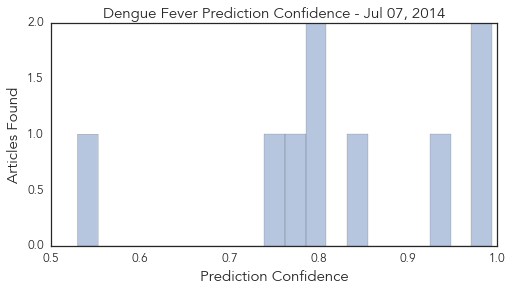 Dengue Fever Prediction Confidence - Jul 07, 2014
2.0
1.5
1.0
0.5
0.0
Articles Found
0.5 0.6 0.7 0.8 0.9 1.0
Prediction Confidence